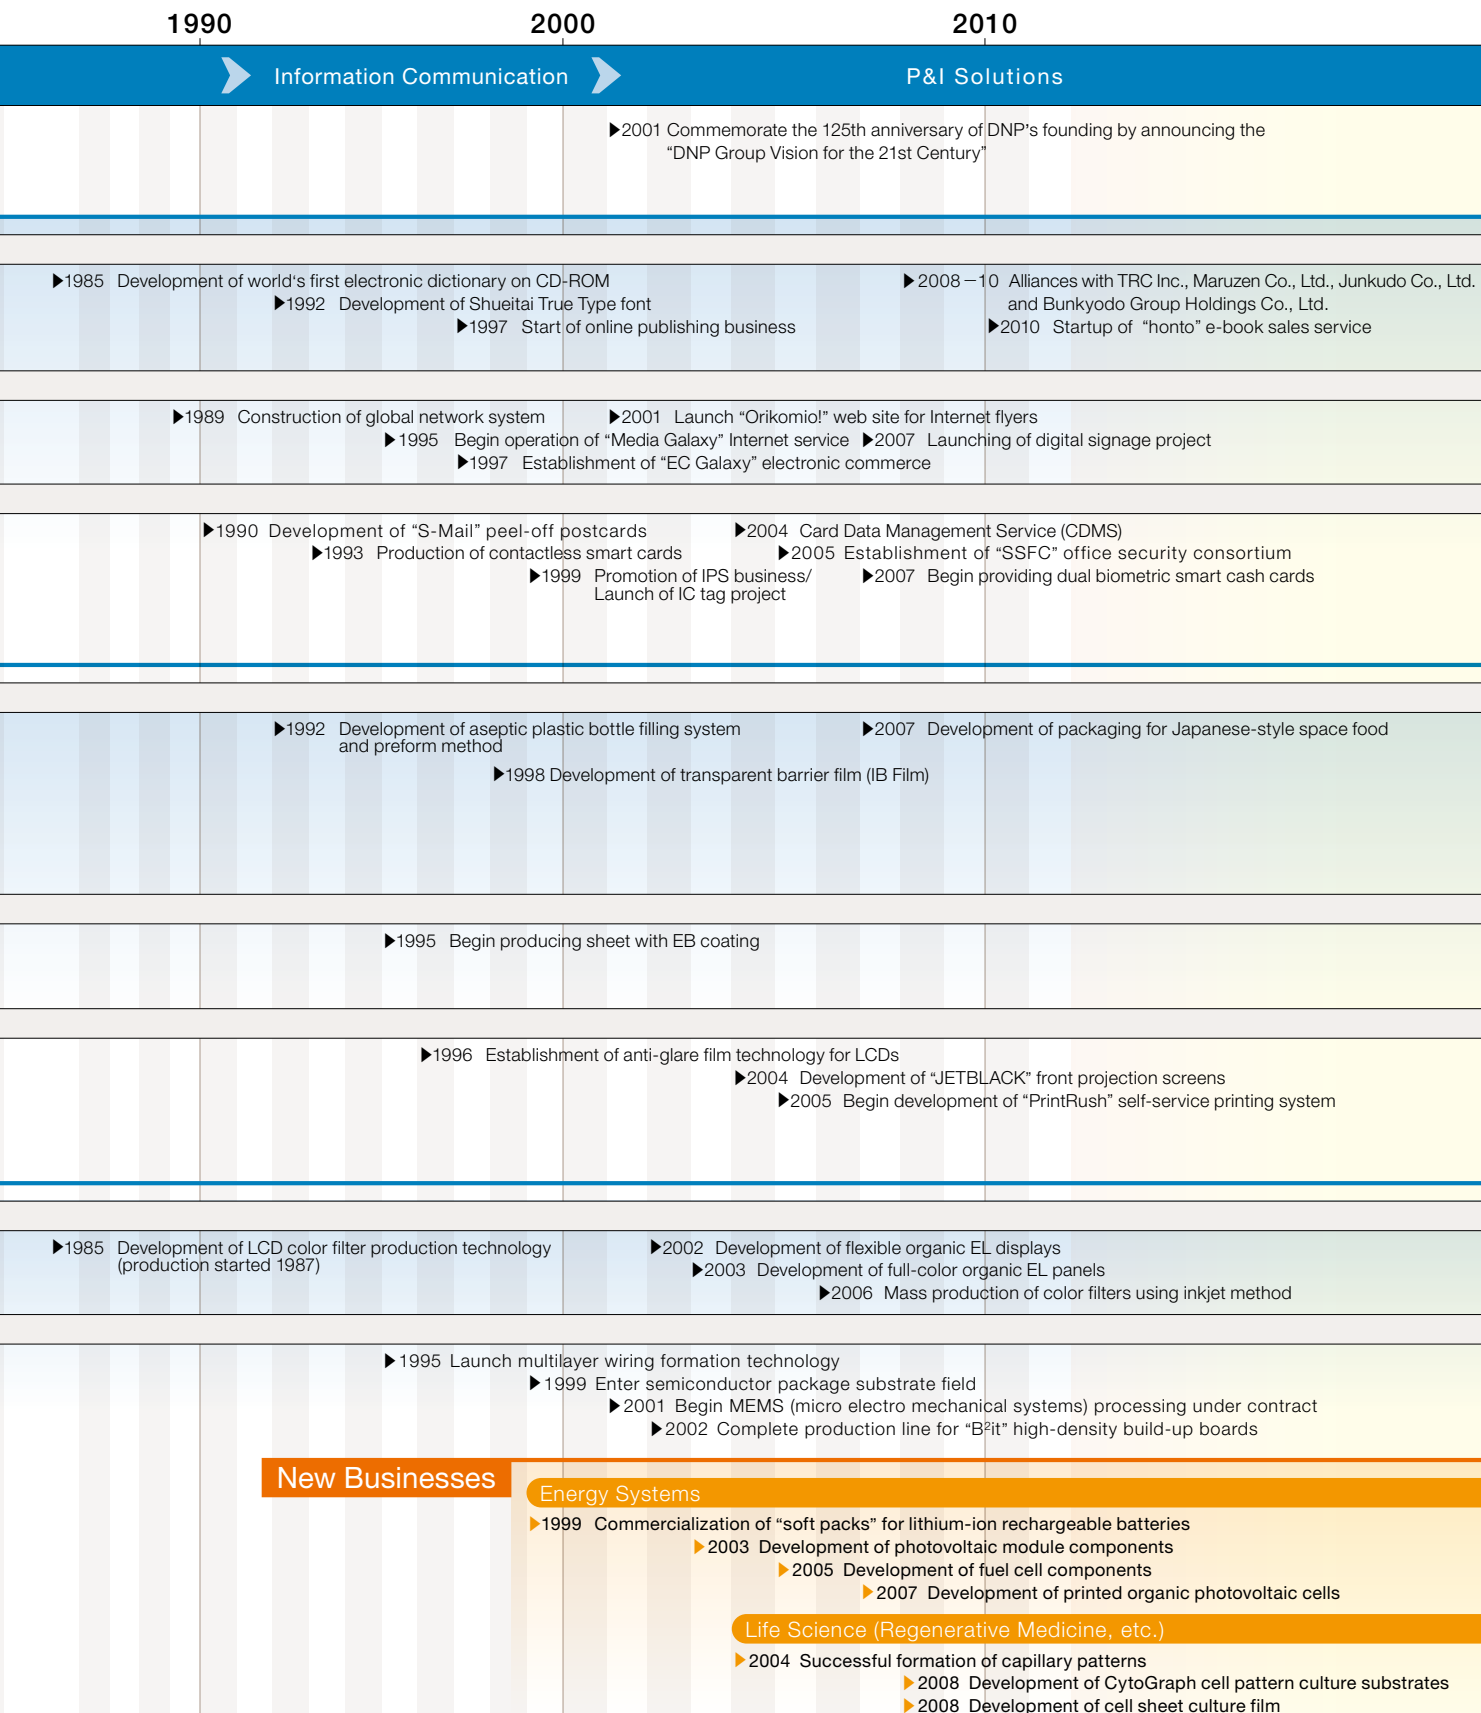 1990 2000 2010
Information Communication P&I Solutions
▶2001 Commemorate the 125th anniversary of DNP's founding by announcing the
“DNP Group Vision for the 21st Century”
▶1985 Development of world‘s first electronic dictionary on CD-ROM
▶2008—10 Alliances with TRC Inc., Maruzen Co., Ltd., Junkudo Co., Ltd.
and Bunkyodo Group Holdings Co., Ltd.
▶1992 Development of Shueitai True Type font
▶1997 Start of online publishing business
▶2010 Startup of “honto” e-book sales service
▶1989 Construction of global network system
▶2001 Launch “Orikomio!” web site for Internet flyers
▶1995 Begin operation of “Media Galaxy” Internet service
▶2007 Launching of digital signage project
▶1997 Establishment of “EC Galaxy” electronic commerce
▶1990 Development of “S-Mail” peel-off postcards
▶2004 Card Data Management Service (CDMS)
▶1993 Production of contactless smart cards
▶2005 Establishment of “SSFC” office security consortium
▶1999 Promotion of IPS business/
Launch of IC tag project
▶2007 Begin providing dual biometric smart cash cards
▶1992 Development of aseptic plastic bottle filling system
and preform method
▶2007 Development of packaging for Japanese-style space food
▶1998 Development of transparent barrier film (IB Film)
▶1995 Begin producing sheet with EB coating
▶1996 Establishment of anti-glare film technology for LCDs
▶2004 Development of “JETBLACK” front projection screens
▶2005 Begin development of “PrintRush” self-service printing system
▶1985 Development of LCD color filter production technology
(production started 1987)
▶2002 Development of flexible organic EL displays
▶2003 Development of full-color organic EL panels
▶2006 Mass production of color filters using inkjet method
▶1995 Launch multilayer wiring formation technology
▶1999 Enter semiconductor package substrate field
▶2001 Begin MEMS (micro electro mechanical systems) processing under contract
▶2002 Complete production line for “B²it” high-density build-up boards
New Businesses
Energy Systems
▶1999 Commercialization of “soft packs” for lithium-ion rechargeable batteries
▶2003 Development of photovoltaic module components
▶2005 Development of fuel cell components
▶2007 Development of printed organic photovoltaic cells
Life Science (Regenerative Medicine, etc.)
▶2004 Successful formation of capillary patterns
▶2008 Development of CytoGraph cell pattern culture substrates
▶2008 Development of cell sheet culture film